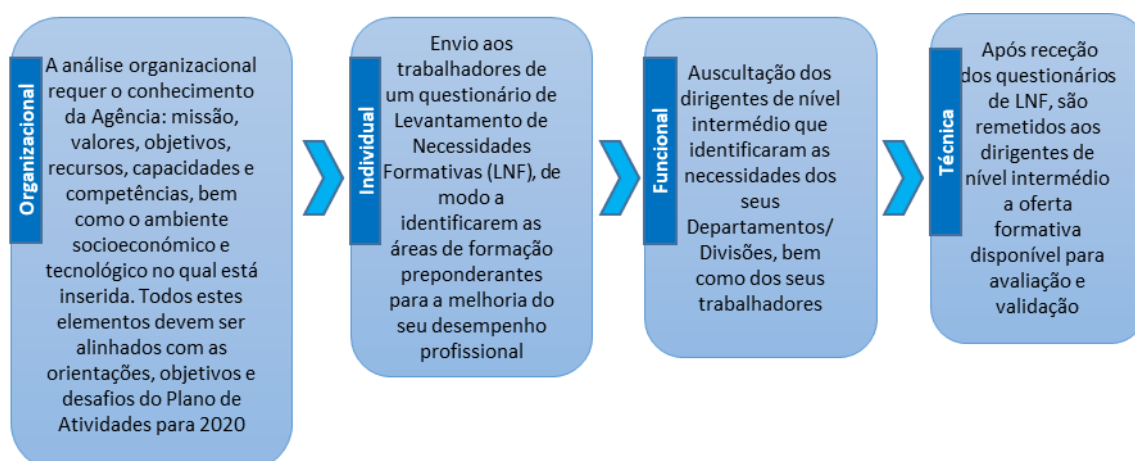 Organizacional
A análise organizacional
requer o conhecimento
da Agência: missão,
valores, objetivos,
recursos, capacidades e
competências, bem
como o ambiente
socioeconómico e
tecnológico no qual está
inserida. Todos estes
elementos devem ser
alinhados com as
orientações, objetivos e
desafios do Plano de
Atividades para 2020
Individual
Envio aos
trabalhadores de
um questionário de
Levantamento de
Necessidades
Formativas (LNF), de
modo a
identificarem as
áreas de formação
preponderantes
para a melhoria do
seu desempenho
profissional
Funcional
Auscultação dos
dirigentes de nível
intermédio que
identificaram as
necessidades dos
seus
Departamentos/
Divisões, bem
como dos seus
trabalhadores
Técnica
Após receção
dos questionários
de LNF, são
remetidos aos
dirigentes de
nível intermédio
a oferta
formativa
disponível para
avaliação e
validação